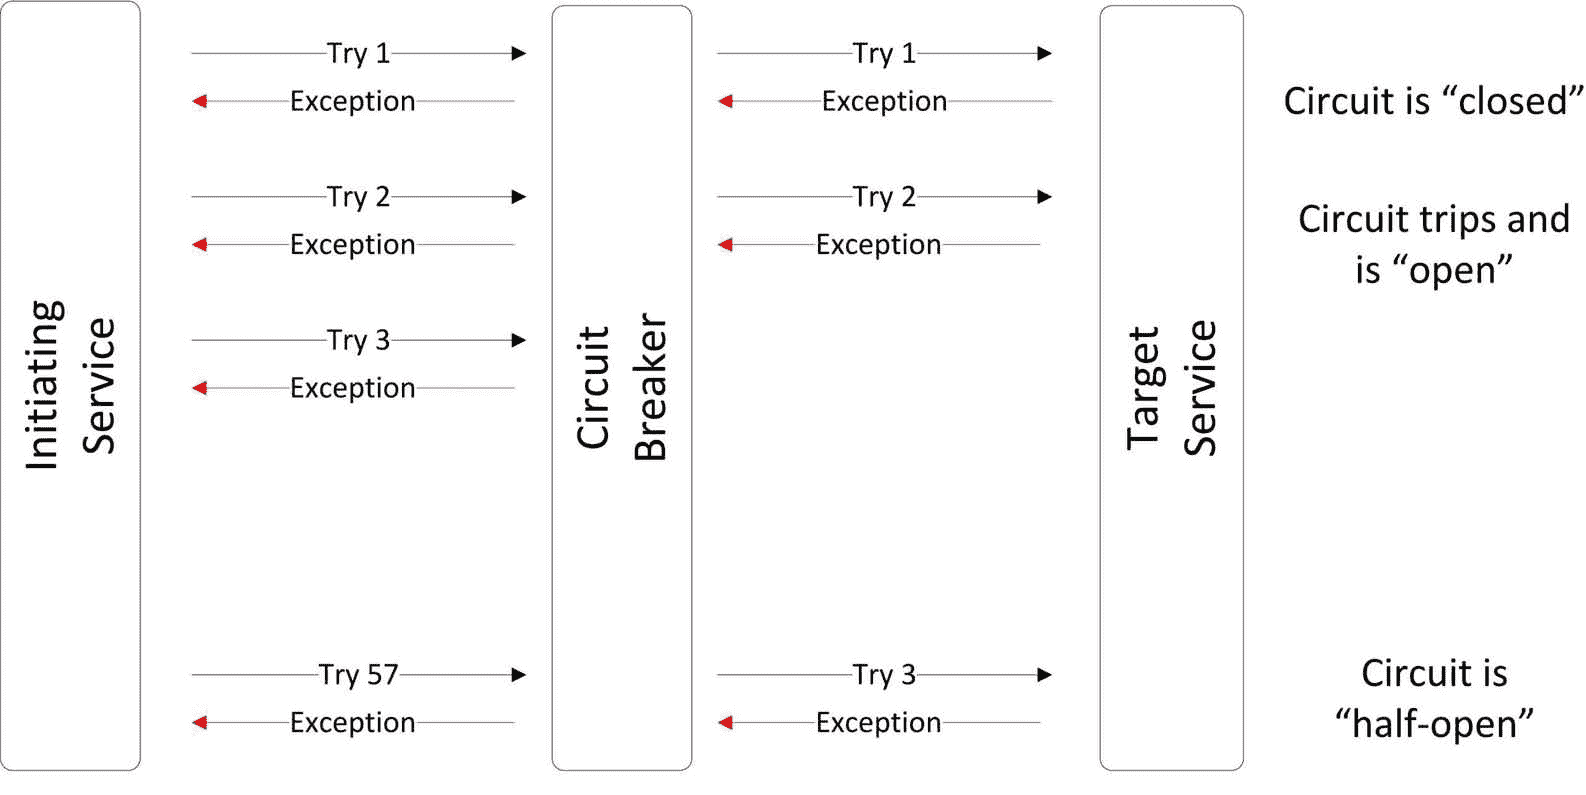 Try 1
Try 1
Exception
Exception
Circuit is “closed”
Try 2
Try 2
Circuit trips and
is “open”
Exception
Exception
Try 3
Exception
Initiating
Service
Circuit
Breaker
Target
Service
Try 57
Try 3
Exception
Exception
Circuit is
“half-open”